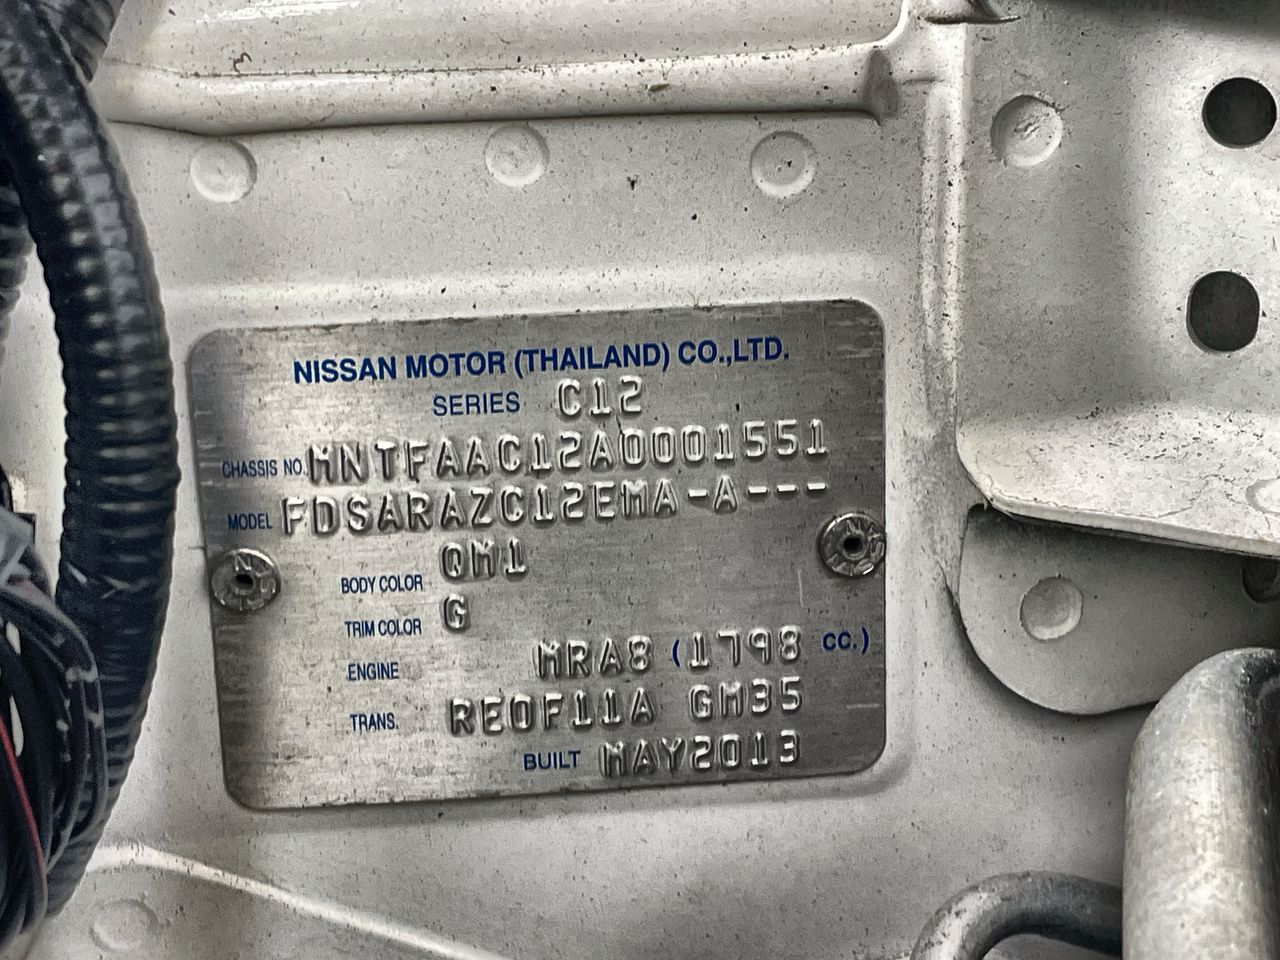 NISSAN MOTOR (THAILAND) CO.,LTD.
SERIES C12
CHASSIS NO. MNTFAAC12A0001551
MODEL FDSARAZC12EMA-A---
BODY COLOR QM1
TRIM COLOR G
ENGINE MRA8 (1798 CC.)
TRANS. RE0F11A GM35
BUILT MAY2013